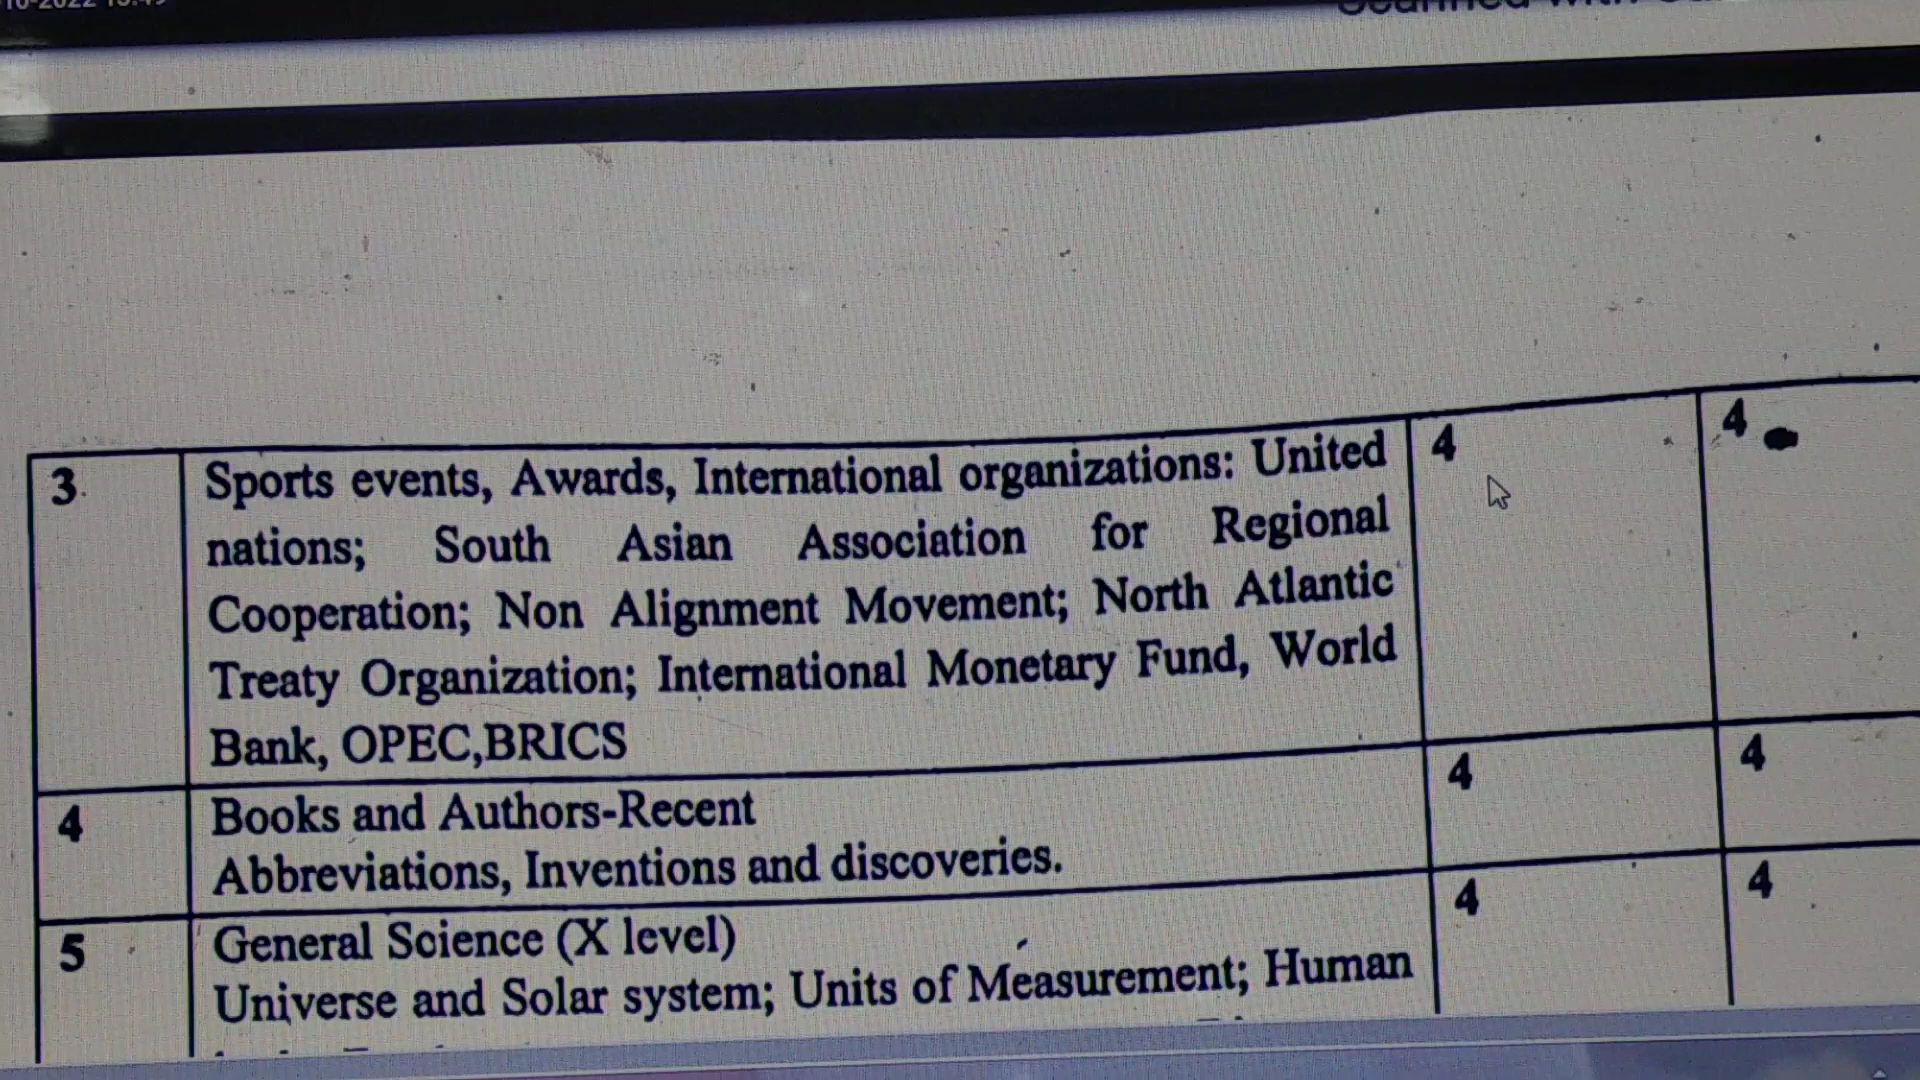 3. Sports events, Awards, International organizations: United 4 4
nations; South Asian Association for Regional
Cooperation; Non Alignment Movement; North Atlantic
Treaty Organization; International Monetary Fund, World
Bank, OPEC,BRICS
4 Books and Authors-Recent 4 4
Abbreviations, Inventions and discoveries.
5 General Science (X level) 4 4
Universe and Solar system; Units of Measurement; Human